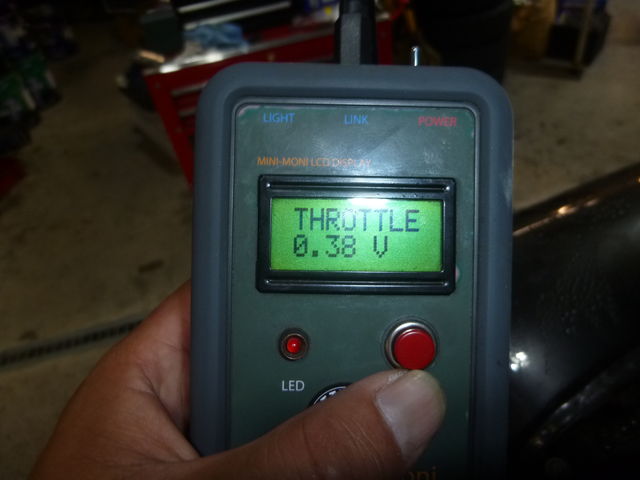 LIGHT LINK POWER
MINI-MONI LCD DISPLAY
THROTTLE
0.38 V
LED